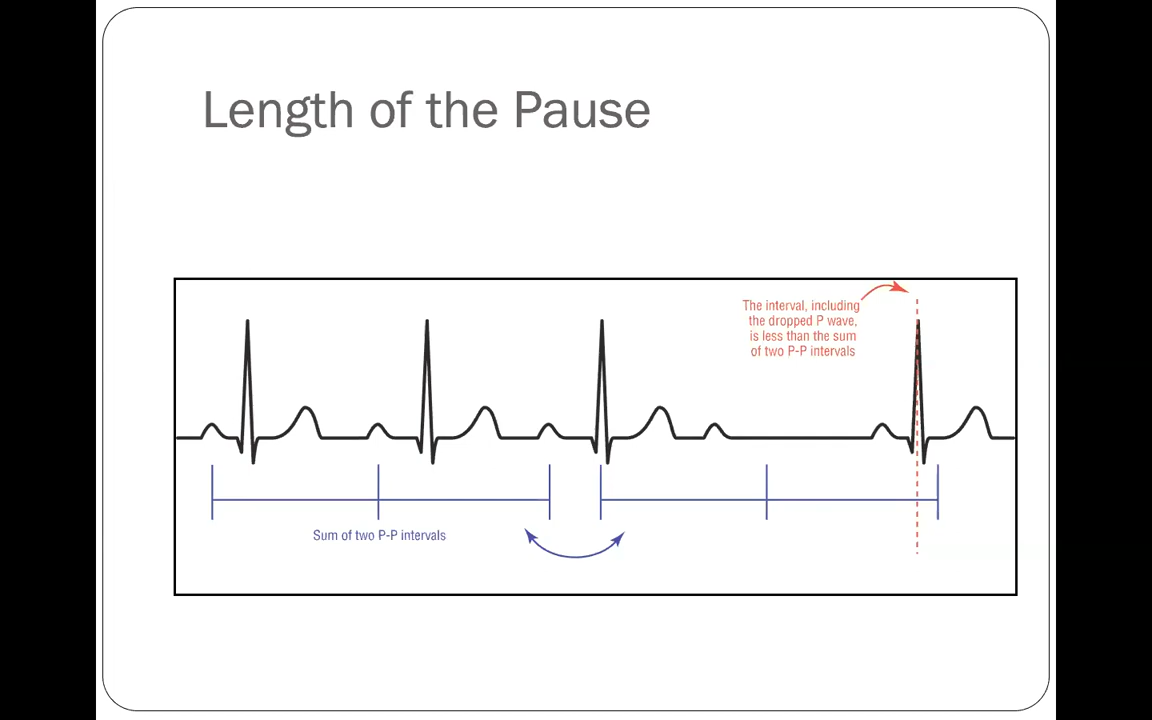 Length of the Pause
The interval, including
the dropped P wave,
is less than the sum
of two P-P intervals
Sum of two P-P intervals